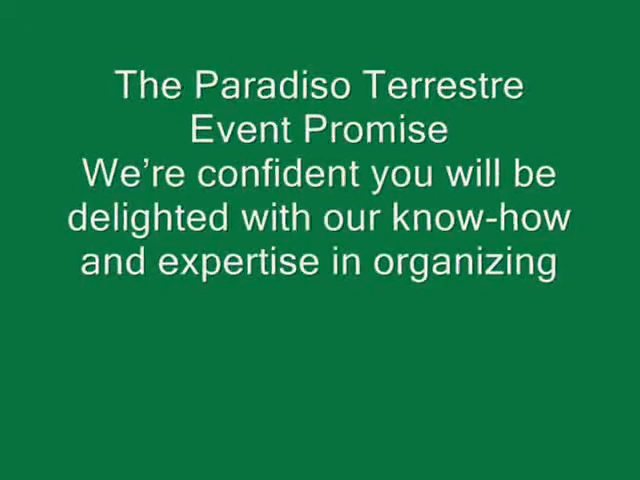 The Paradiso Terrestre
Event Promise
We’re confident you will be
delighted with our know-how
and expertise in organizing